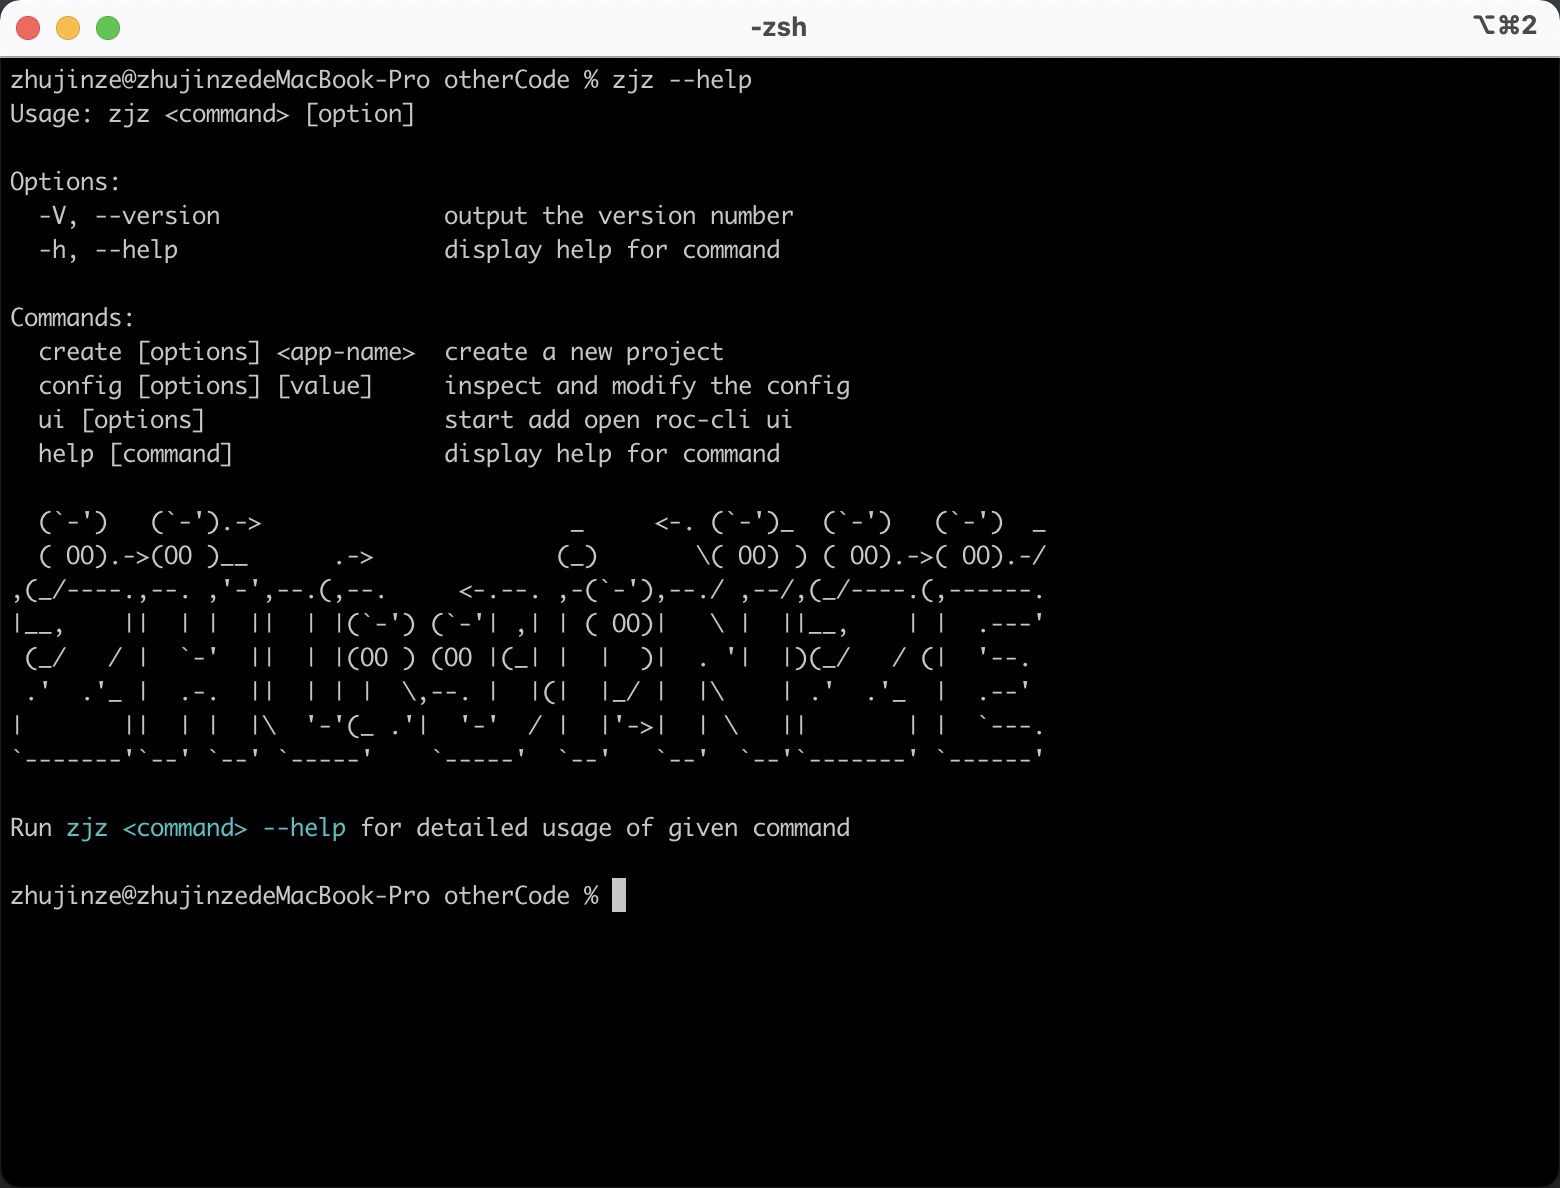 -zsh ⌥⌘2
zhujinze@zhujinzedeMacBook-Pro otherCode % zjz --help
Usage: zjz <command> [option]

Options:
  -V, --version                output the version number
  -h, --help                   display help for command

Commands:
  create [options] <app-name>  create a new project
  config [options] [value]     inspect and modify the config
  ui [options]                 start add open roc-cli ui
  help [command]               display help for command

  (`-')   (`-').->                      _     <-. (`-')_  (`-')   (`-')  _
  ( OO).->(OO )__      .->             (_)       \( OO) ) ( OO).->( OO).-/
,(_/----.,--. ,'-',--.(,--.     <-.--. ,-(`-'),--./ ,--/,(_/----.(,------.
|__,    ||  | |  ||  | |(`-') (`-'| ,| | ( OO)|   \ |  ||__,    | |  .---'
 (_/   / |  `-'  ||  | |(OO ) (OO |(_| |  |  )|  . '| |)(_/   / (|  '--.
 .'  .'_ |  .-.  ||  | | |  \,--. |  |(|  |_/ |  |\    | .'  .'_  |  .--'
|       ||  | |  |\  '-'(_ .'|  '-'  / |  |'->|  | \   ||       | |  `---.
`-------'`--' `--' `-----'    `-----'  `--'   `--'  `--'`-------' `------'

Run zjz <command> --help for detailed usage of given command

zhujinze@zhujinzedeMacBook-Pro otherCode %